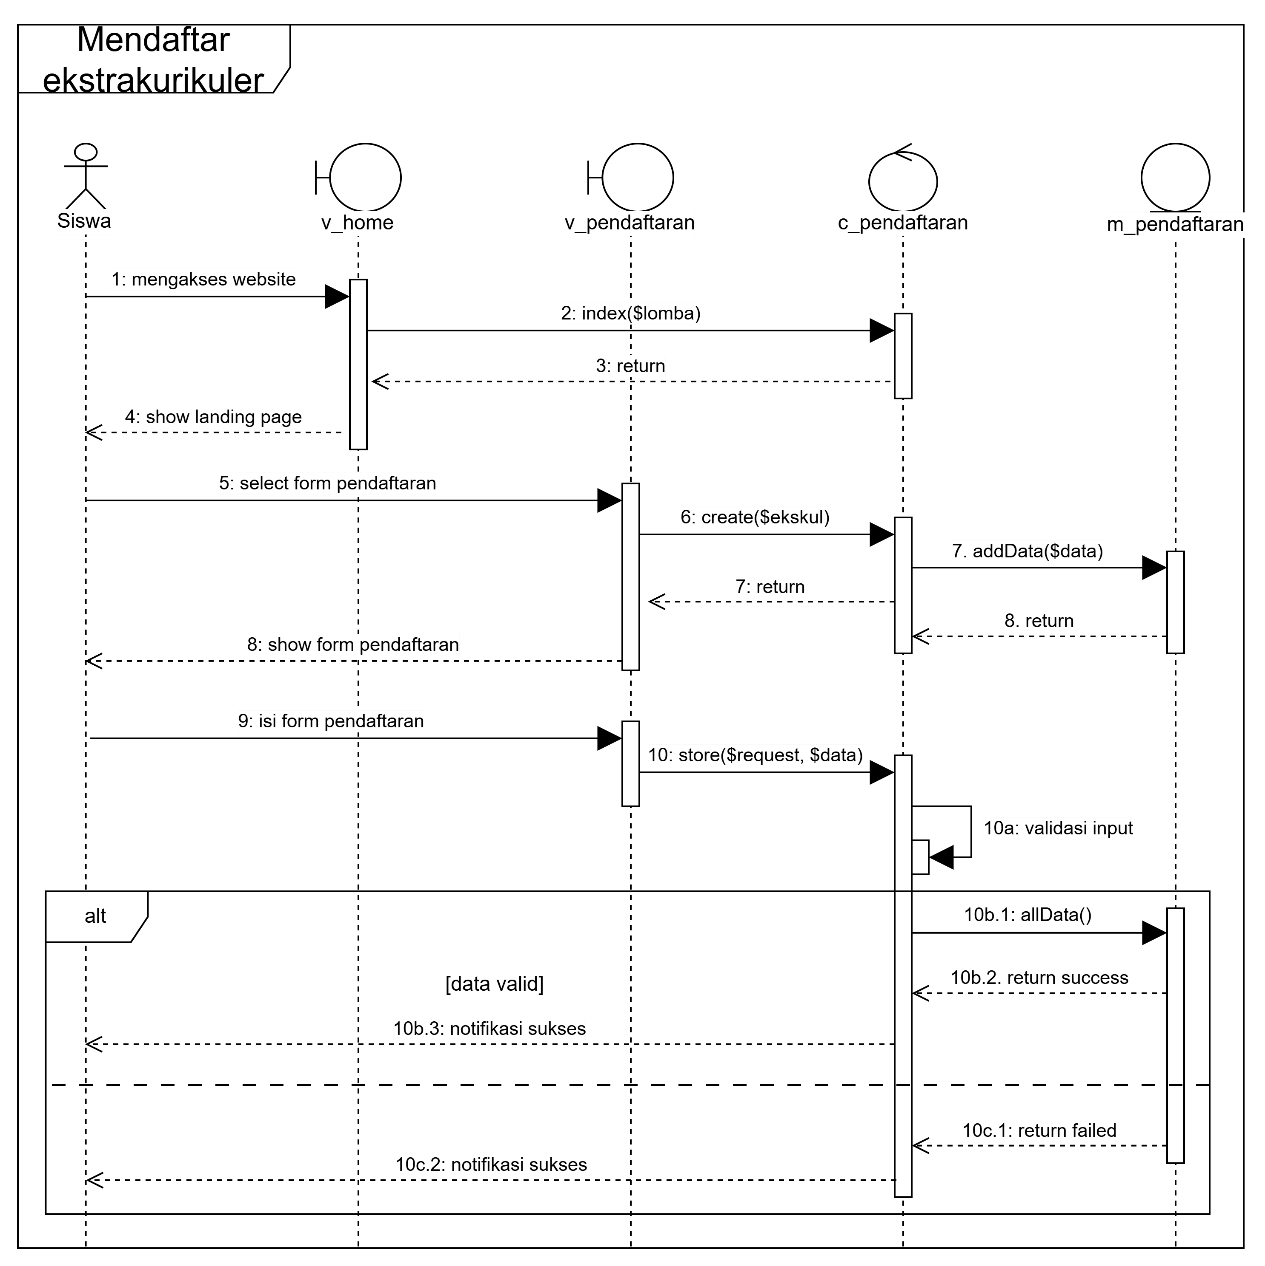 Mendaftar
ekstrakurikuler
Siswa
v_home
v_pendaftaran
c_pendaftaran
m_pendaftaran
1: mengakses website
2: index($lomba)
3: return
4: show landing page
5: select form pendaftaran
6: create($ekskul)
7. addData($data)
7: return
8. return
8: show form pendaftaran
9: isi form pendaftaran
10: store($request, $data)
10a: validasi input
alt
10b.1: allData()
10b.2. return success
[data valid]
10b.3: notifikasi sukses
10c.1: return failed
10c.2: notifikasi sukses